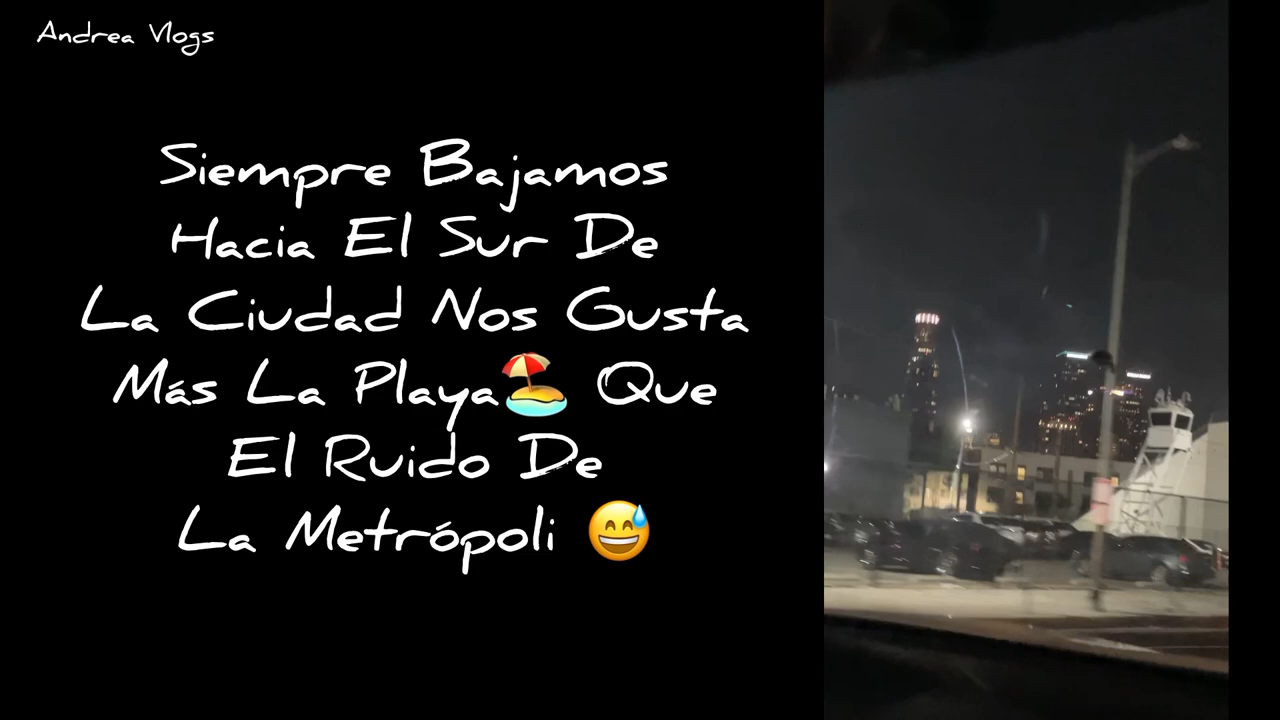 Andrea Vlogs
Siempre Bajamos
Hacia El Sur De
La Ciudad Nos Gusta
Más La Playa🏖️ Que
El Ruido De
La Metrópoli 😅